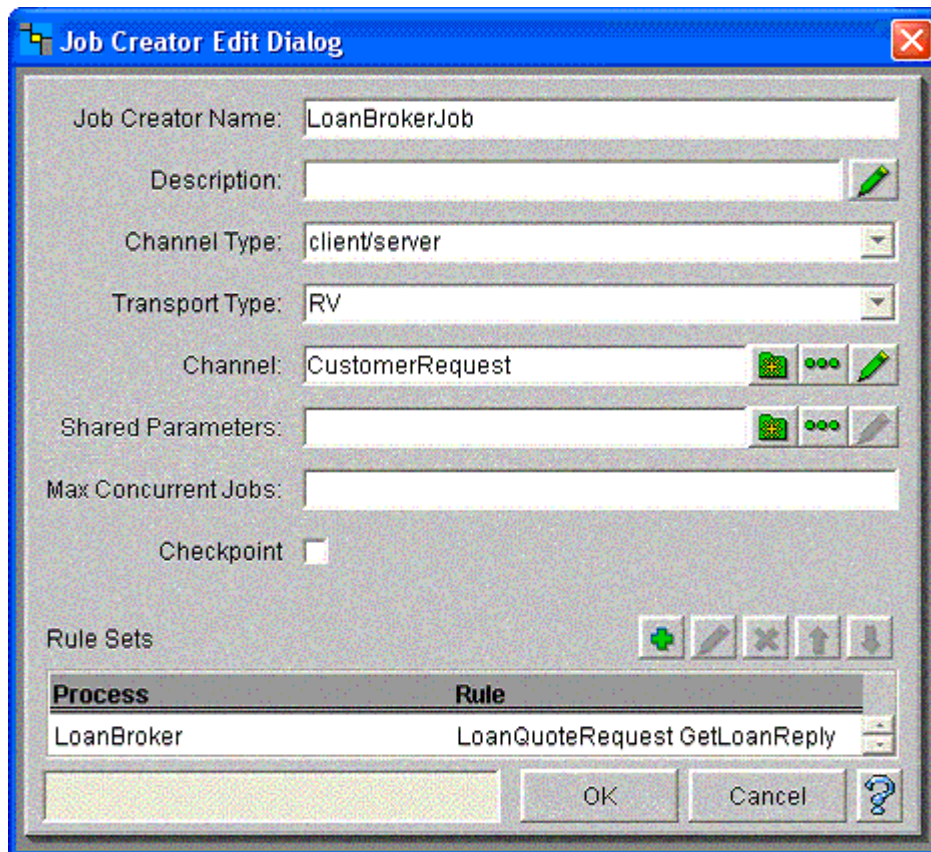 Job Creator Edit Dialog
Job Creator Name: LoanBrokerJob
Description:
Channel Type: client/server
Transport Type: RV
Channel: CustomerRequest
Shared Parameters:
Max Concurrent Jobs:
Checkpoint
Rule Sets
Process Rule
LoanBroker LoanQuoteRequest GetLoanReply
OK Cancel ?